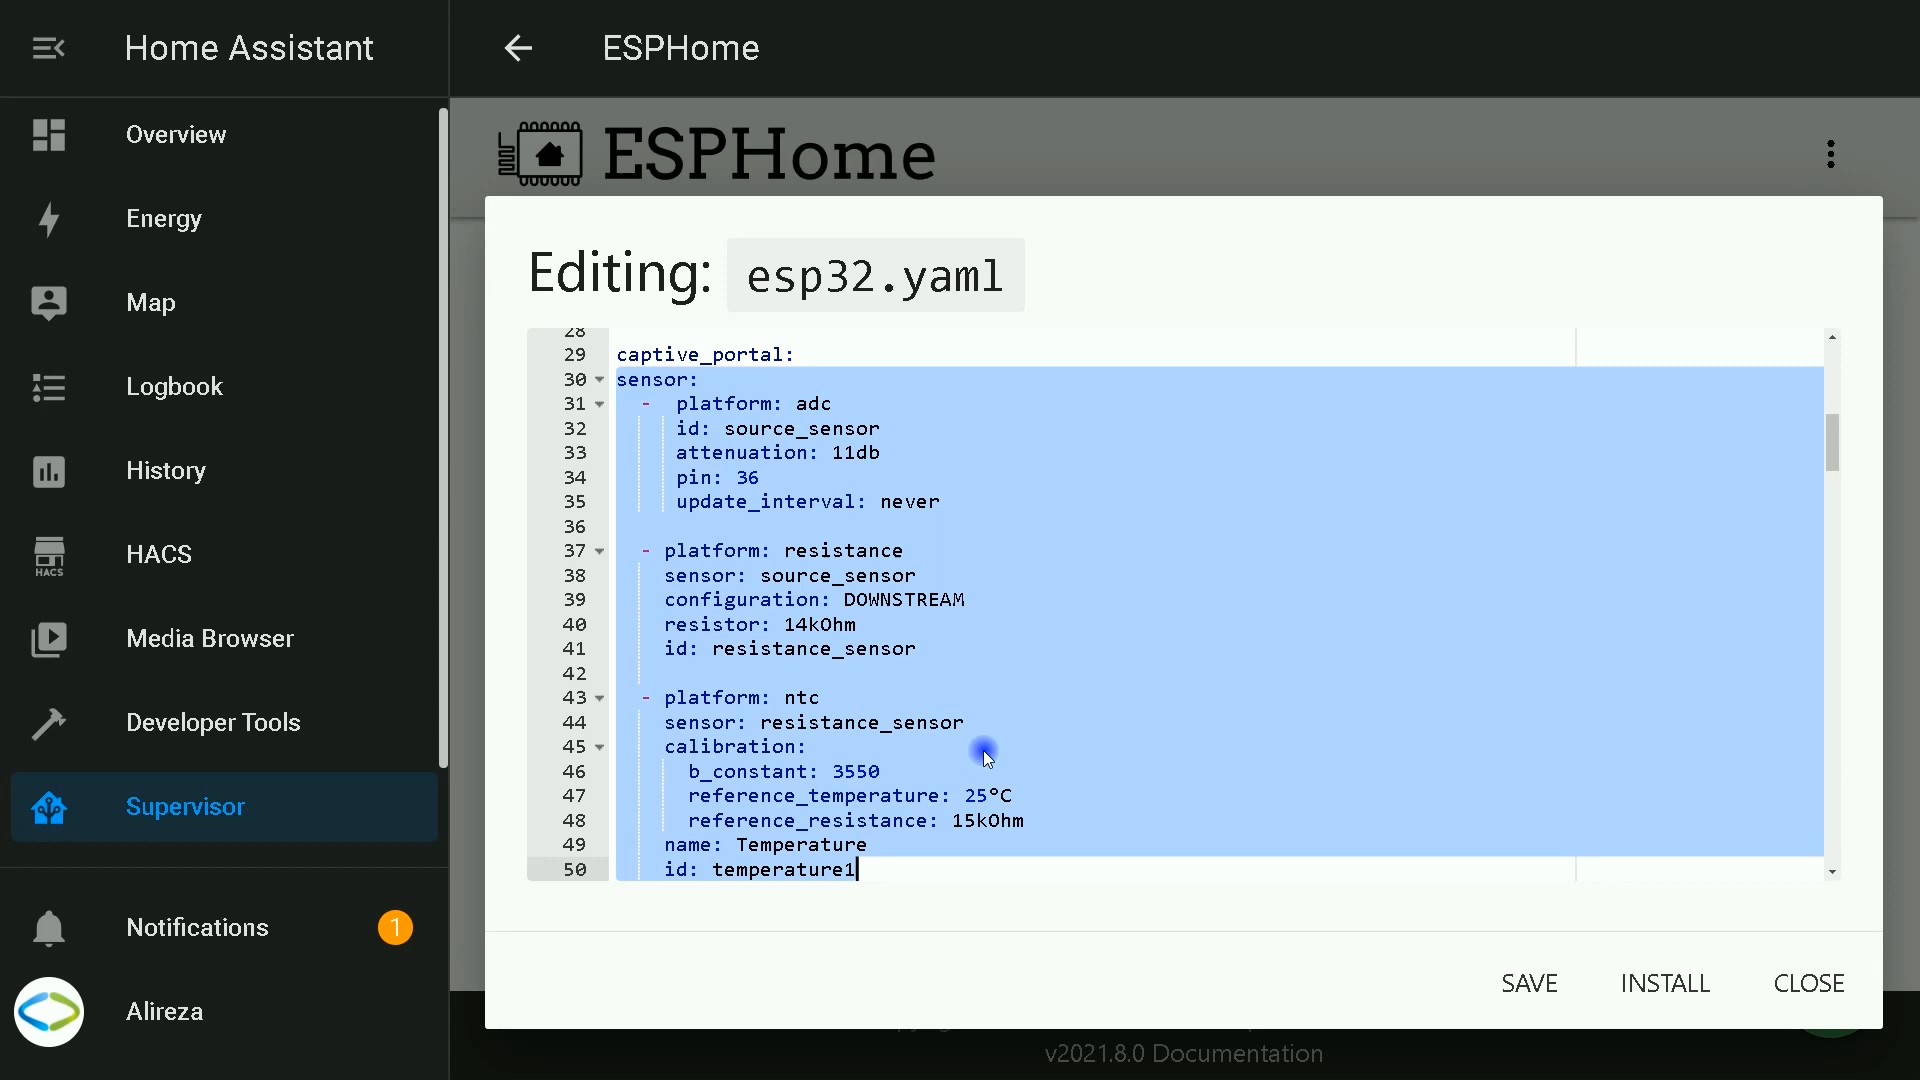 Home Assistant
ESPHome
Overview
Energy
Map
Logbook
History
HACS
HACS
Media Browser
Developer Tools
Supervisor
Notifications
1
Alireza
ESPHome
Editing: esp32.yaml
28
29 captive_portal:
30 sensor:
31 - platform: adc
32 id: source_sensor
33 attenuation: 11db
34 pin: 36
35 update_interval: never
36
37 - platform: resistance
38 sensor: source_sensor
39 configuration: DOWNSTREAM
40 resistor: 14kOhm
41 id: resistance_sensor
42
43 - platform: ntc
44 sensor: resistance_sensor
45 calibration:
46 b_constant: 3550
47 reference_temperature: 25°C
48 reference_resistance: 15kOhm
49 name: Temperature
50 id: temperature1
SAVE INSTALL CLOSE
v2021.8.0 Documentation